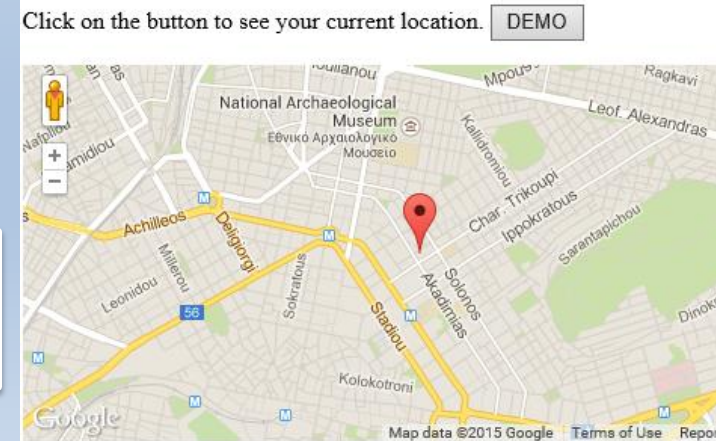 Click on the button to see your current location. DEMO
Ragkavi
Leof. Alexandras
National Archaeological
Museum
Εθνικό Αρχαιολογικό
Μουσείο
Kallidromiou
+
-
Char. Trikoupi
Ippokratous
Sarantapichou
M
Achilleos
Deligiorgi
M
Millerou
Leonidou
Sokratous
56
Solonos
Akadimias
Stadiou
M
M
Kolokotroni
M
M
M
Google
Map data ©2015 Google
Terms of Use